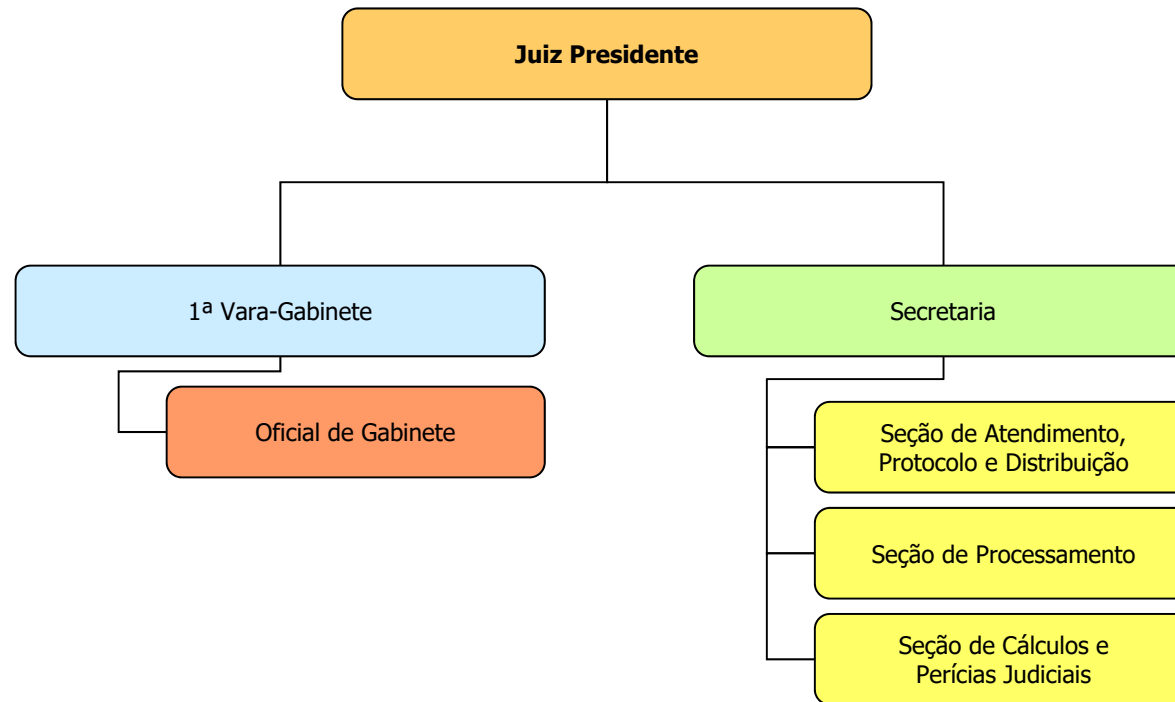 Juiz Presidente
1ª Vara-Gabinete
Oficial de Gabinete
Secretaria
Seção de Atendimento,
Protocolo e Distribuição
Seção de Processamento
Seção de Cálculos e
Perícias Judiciais